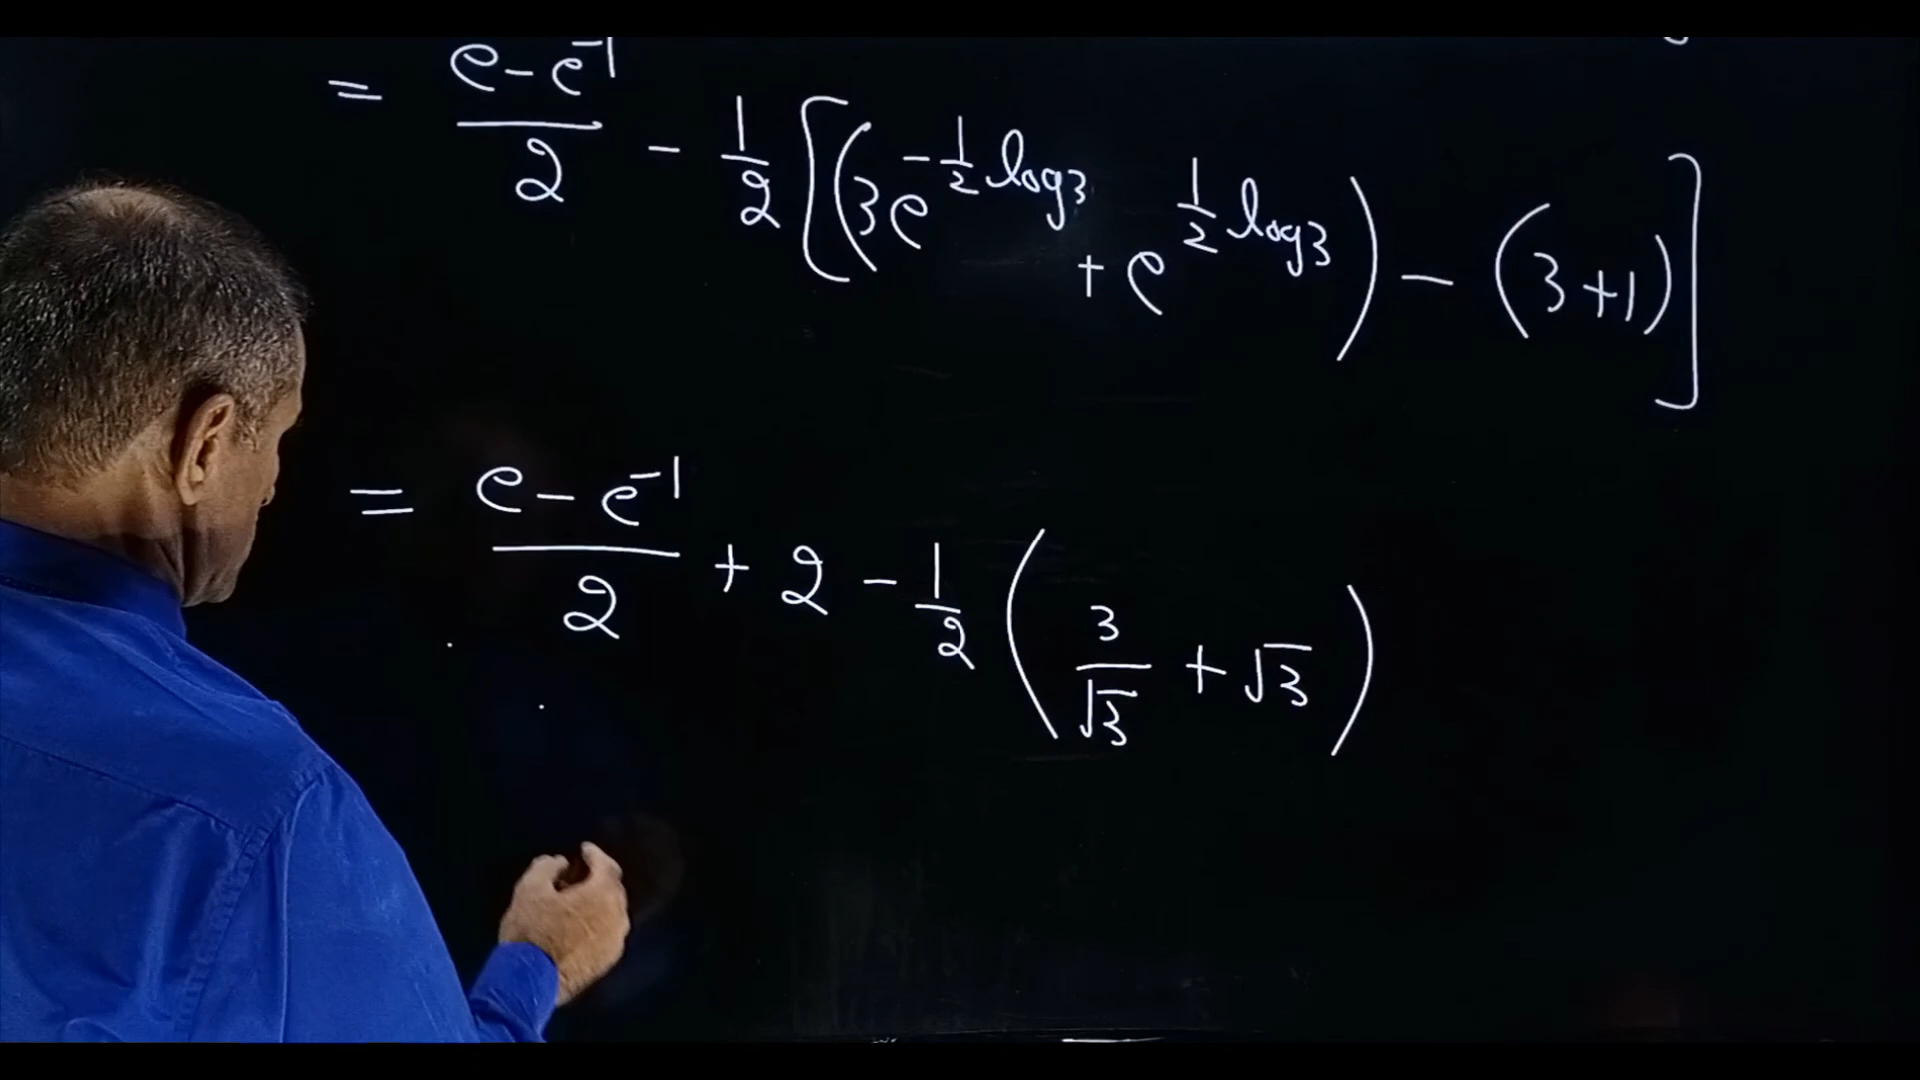 = (e - e⁻¹)/2 - 1/2 [(3e^(-1/2 log3) + e^(1/2 log3)) - (3+1)]
= (e - e⁻¹)/2 + 2 - 1/2 (3/√3 + √3)